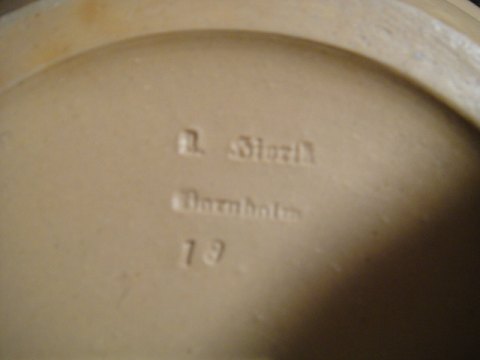 L. Hjorth
Bornholm
19.